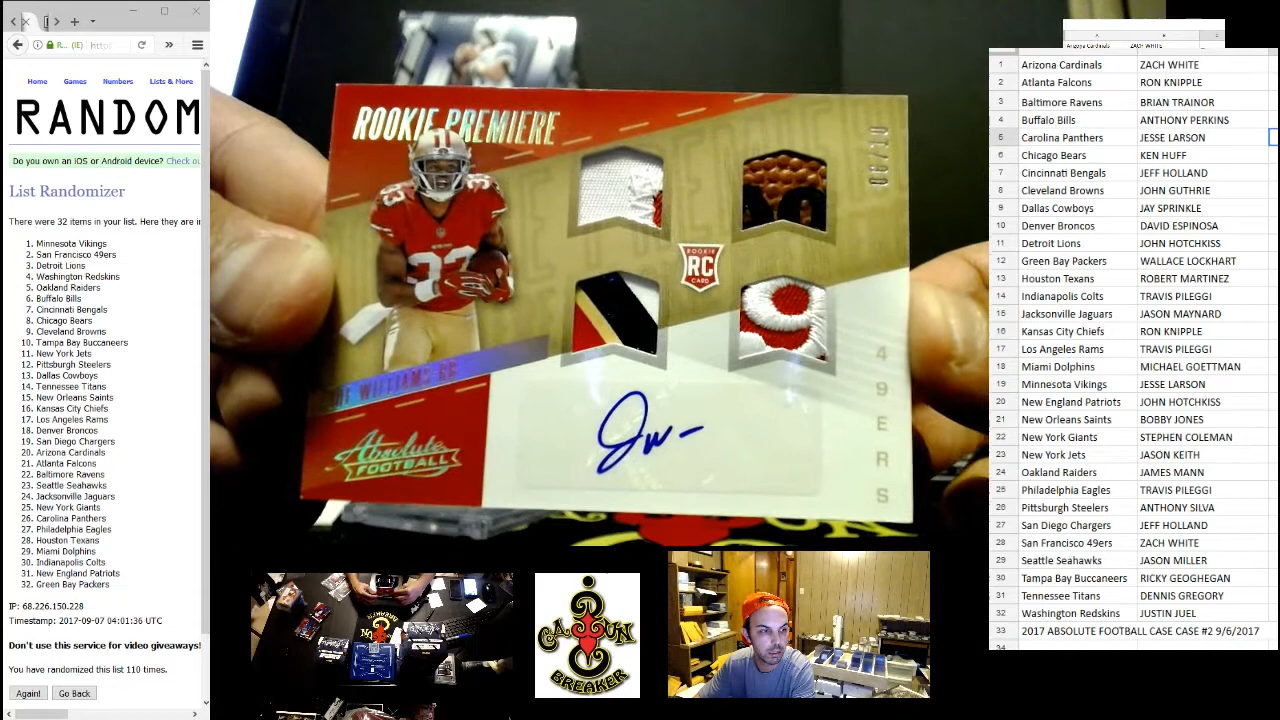 R... (IE)
https:
Home Games Numbers Lists & More
RANDOM
Do you own an iOS or Android device? Check ou
List Randomizer
There were 32 items in your list. Here they are i
1. Minnesota Vikings
2. San Francisco 49ers
3. Detroit Lions
4. Washington Redskins
5. Oakland Raiders
6. Buffalo Bills
7. Cincinnati Bengals
8. Chicago Bears
9. Cleveland Browns
10. Tampa Bay Buccaneers
11. New York Jets
12. Pittsburgh Steelers
13. Dallas Cowboys
14. Tennessee Titans
15. New Orleans Saints
16. Kansas City Chiefs
17. Los Angeles Rams
18. Denver Broncos
19. San Diego Chargers
20. Arizona Cardinals
21. Atlanta Falcons
22. Baltimore Ravens
23. Seattle Seahawks
24. Jacksonville Jaguars
25. New York Giants
26. Carolina Panthers
27. Philadelphia Eagles
28. Houston Texans
29. Miami Dolphins
30. Indianapolis Colts
31. New England Patriots
32. Green Bay Packers
IP: 68.226.150.228
Timestamp: 2017-09-07 04:01:36 UTC
Don't use this service for video giveaways!
You have randomized this list 110 times.
Again! Go Back
ROOKIE PREMIERE
33
ROOKIE
RC
CARD
WILLIAMS RB
49ERS
Absolute
FOOTBALL
CAJUN
BREAKER
Arizona Cardinals ZACH WHITE
1 Arizona Cardinals ZACH WHITE
2 Atlanta Falcons RON KNIPPLE
3 Baltimore Ravens BRIAN TRAINOR
4 Buffalo Bills ANTHONY PERKINS
5 Carolina Panthers JESSE LARSON
6 Chicago Bears KEN HUFF
7 Cincinnati Bengals JEFF HOLLAND
8 Cleveland Browns JOHN GUTHRIE
9 Dallas Cowboys JAY SPRINKLE
10 Denver Broncos DAVID ESPINOSA
11 Detroit Lions JOHN HOTCHKISS
12 Green Bay Packers WALLACE LOCKHART
13 Houston Texans ROBERT MARTINEZ
14 Indianapolis Colts TRAVIS PILEGGI
15 Jacksonville Jaguars JASON MAYNARD
16 Kansas City Chiefs RON KNIPPLE
17 Los Angeles Rams TRAVIS PILEGGI
18 Miami Dolphins MICHAEL GOETTMAN
19 Minnesota Vikings JESSE LARSON
20 New England Patriots JOHN HOTCHKISS
21 New Orleans Saints BOBBY JONES
22 New York Giants STEPHEN COLEMAN
23 New York Jets JASON KEITH
24 Oakland Raiders JAMES MANN
25 Philadelphia Eagles TRAVIS PILEGGI
26 Pittsburgh Steelers ANTHONY SILVA
27 San Diego Chargers JEFF HOLLAND
28 San Francisco 49ers ZACH WHITE
29 Seattle Seahawks JASON MILLER
30 Tampa Bay Buccaneers RICKY GEOGHEGAN
31 Tennessee Titans DENNIS GREGORY
32 Washington Redskins JUSTIN JUEL
33 2017 ABSOLUTE FOOTBALL CASE CASE #2 9/6/2017
34